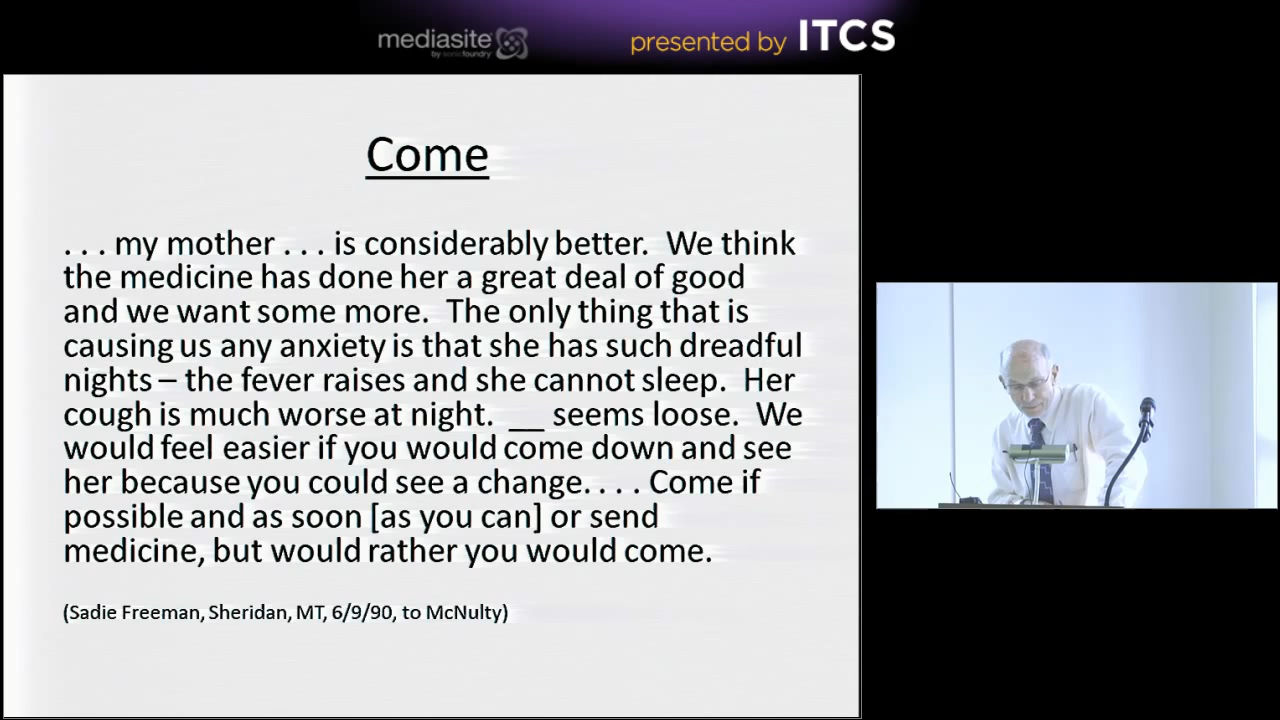 mediasite
by sonicfoundry
presented by ITCS
Come
. . . my mother . . . is considerably better. We think
the medicine has done her a great deal of good
and we want some more. The only thing that is
causing us any anxiety is that she has such dreadful
nights – the fever raises and she cannot sleep. Her
cough is much worse at night. __ seems loose. We
would feel easier if you would come down and see
her because you could see a change. . . . Come if
possible and as soon [as you can] or send
medicine, but would rather you would come.
(Sadie Freeman, Sheridan, MT, 6/9/90, to McNulty)